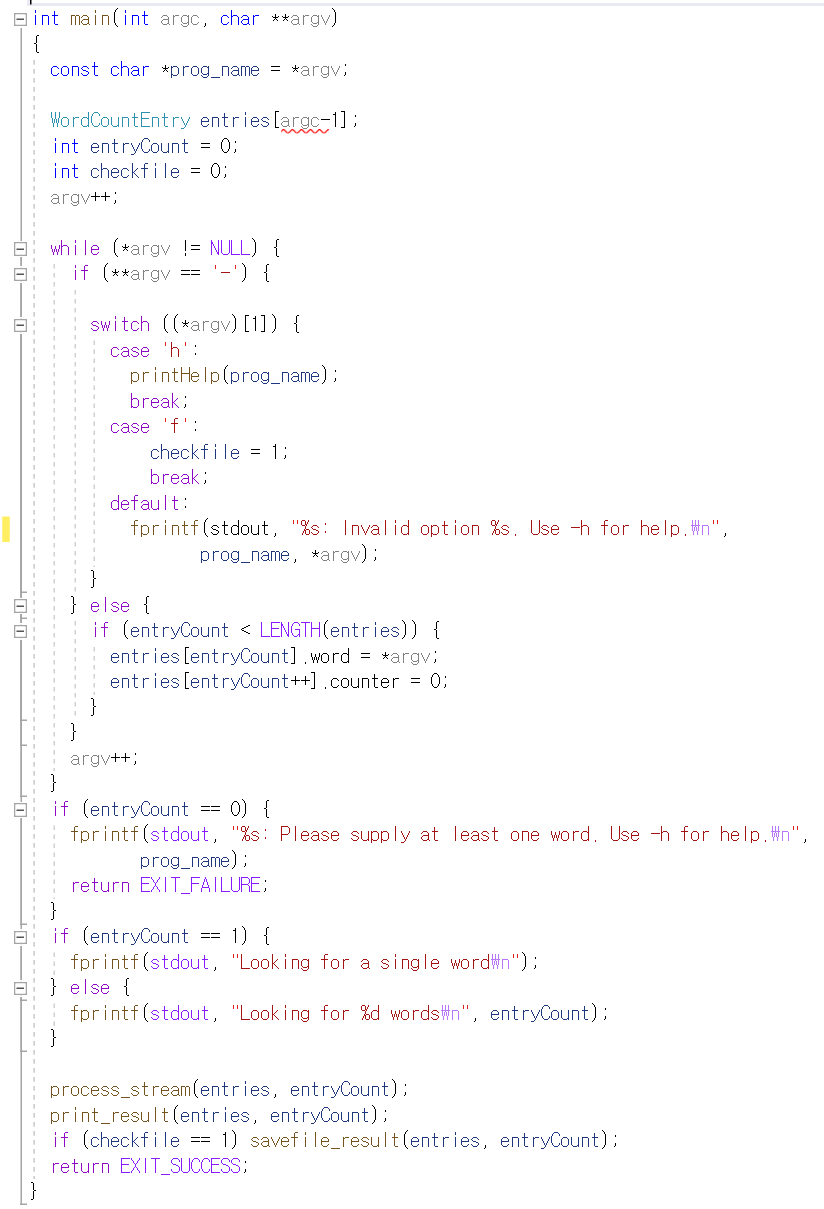 int main(int argc, char **argv)
{
const char *prog_name = *argv;
WordCountEntry entries[argc-1];
int entryCount = 0;
int checkfile = 0;
argv++;
while (*argv != NULL) {
if (**argv == '-') {
switch ((*argv)[1]) {
case 'h':
printHelp(prog_name);
break;
case 'f':
checkfile = 1;
break;
default:
fprintf(stdout, "%s: Invalid option %s. Use -h for help.₩n",
prog_name, *argv);
}
} else {
if (entryCount < LENGTH(entries)) {
entries[entryCount].word = *argv;
entries[entryCount++].counter = 0;
}
}
argv++;
}
if (entryCount == 0) {
fprintf(stdout, "%s: Please supply at least one word. Use -h for help.₩n",
prog_name);
return EXIT_FAILURE;
}
if (entryCount == 1) {
fprintf(stdout, "Looking for a single word₩n");
} else {
fprintf(stdout, "Looking for %d words₩n", entryCount);
}
process_stream(entries, entryCount);
print_result(entries, entryCount);
if (checkfile == 1) savefile_result(entries, entryCount);
return EXIT_SUCCESS;
}